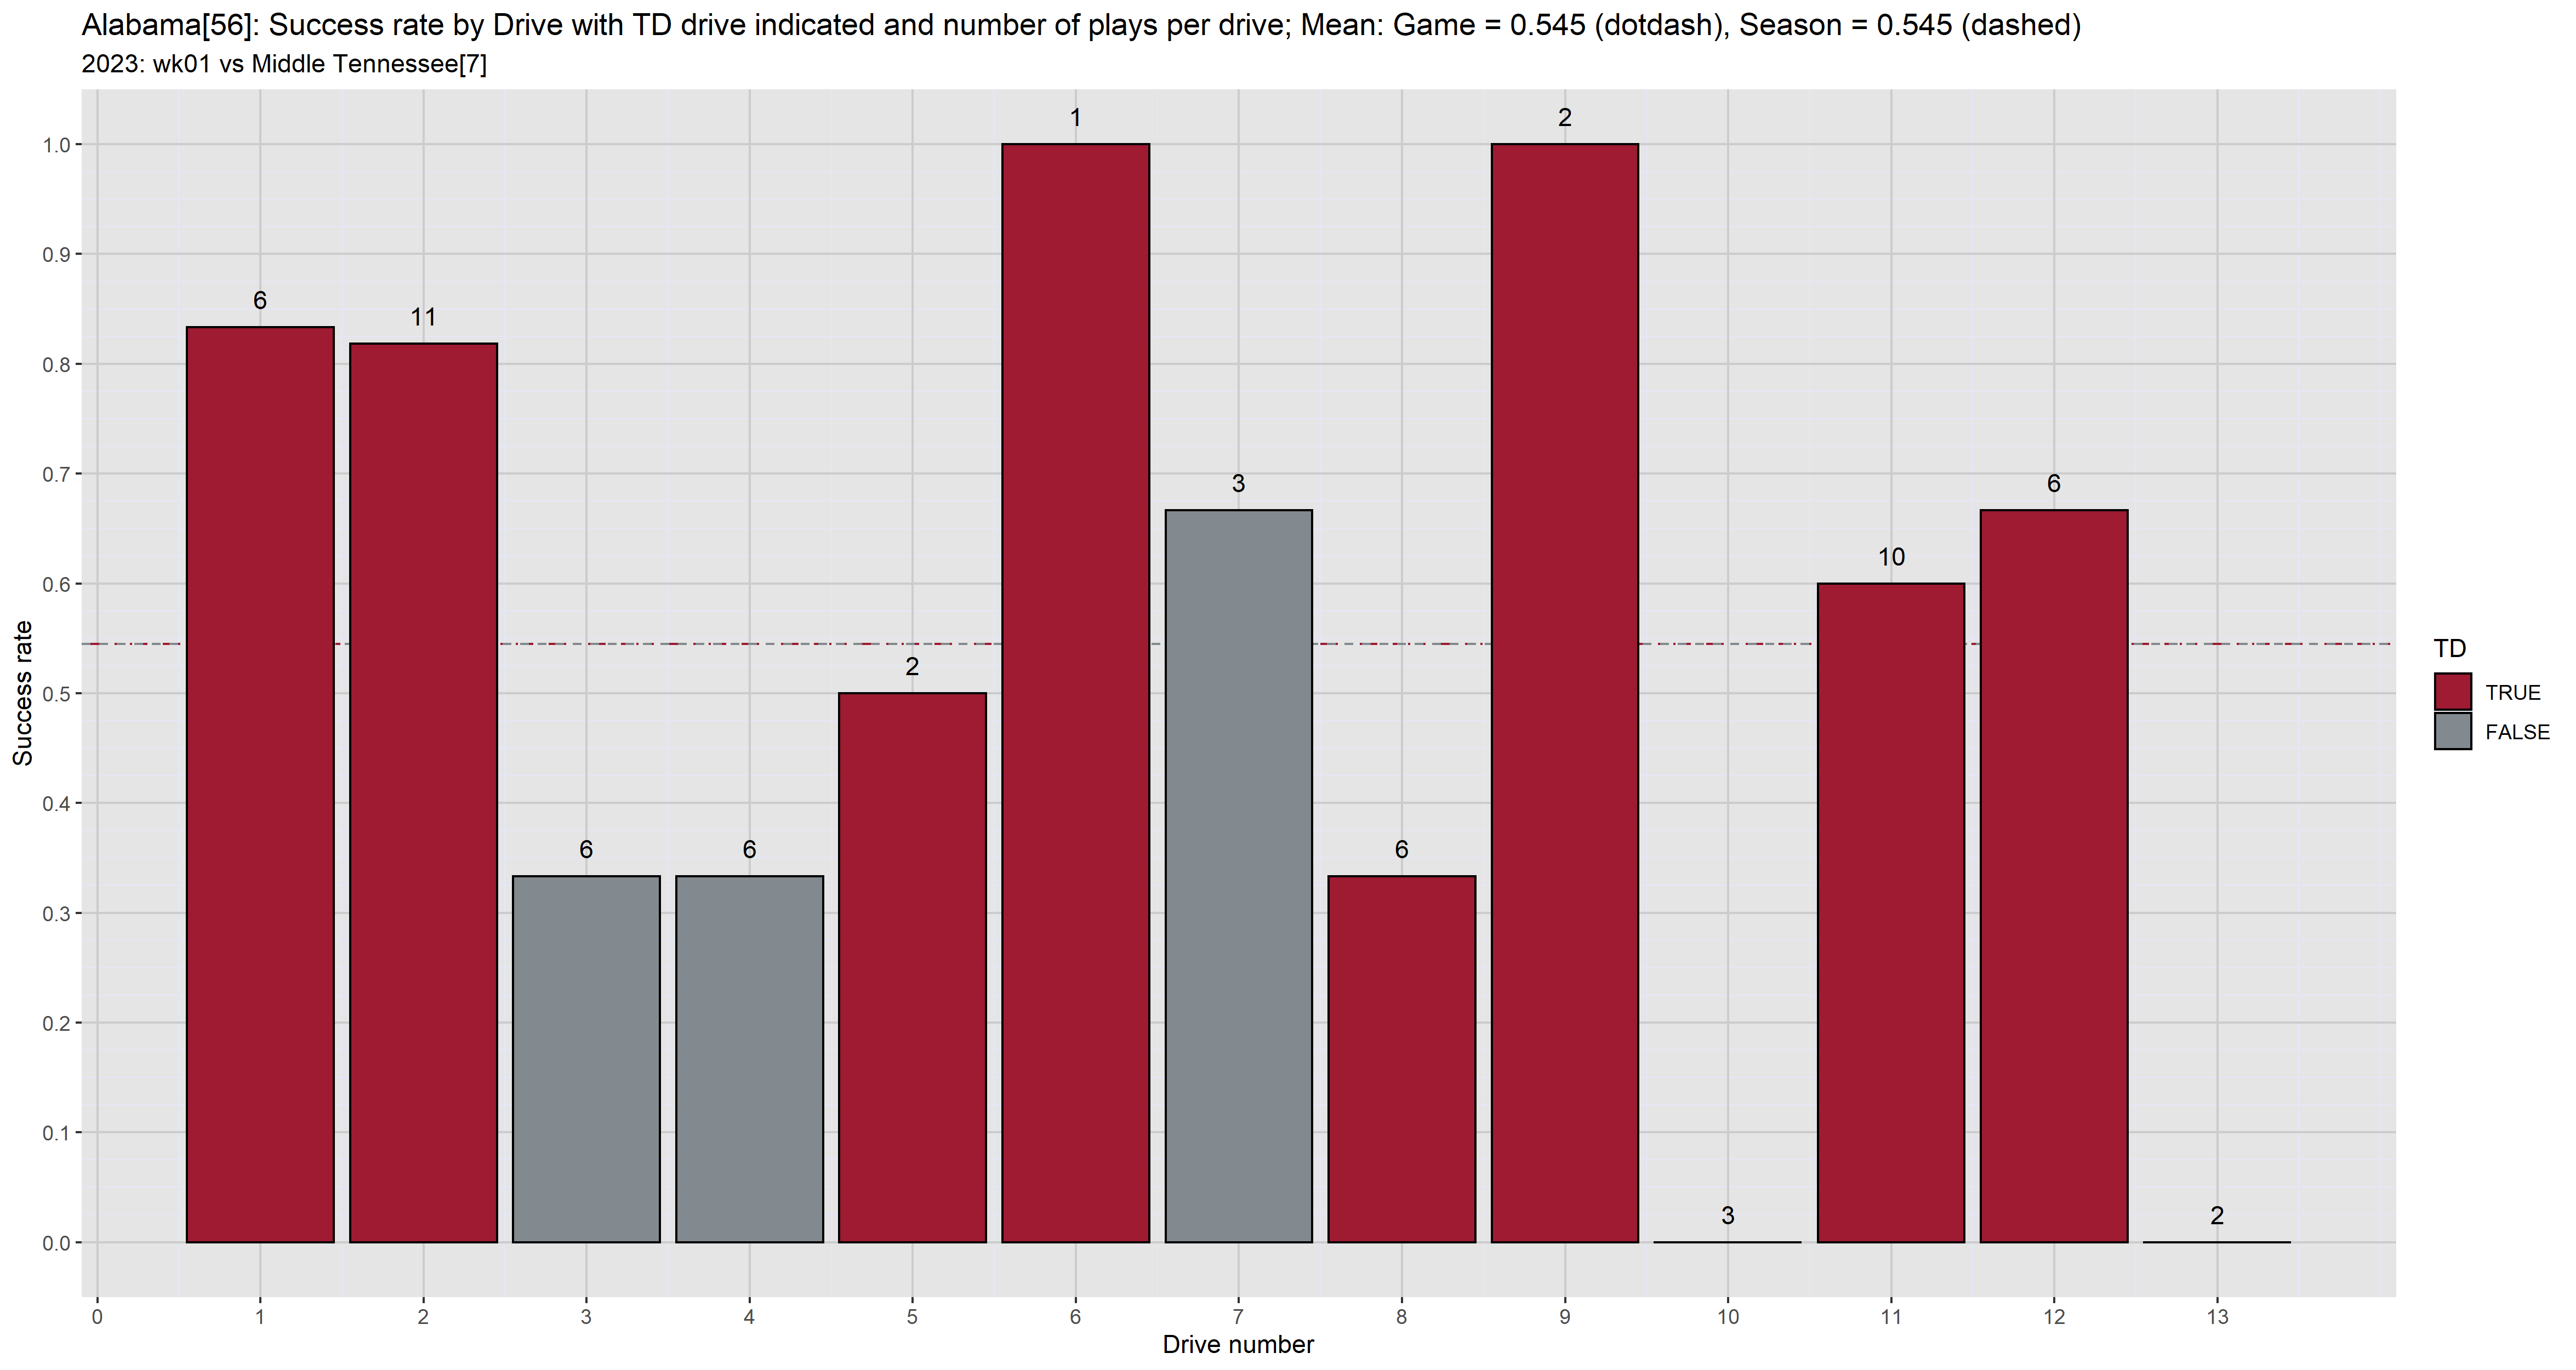 Alabama[56]: Success rate by Drive with TD drive indicated and number of plays per drive; Mean: Game = 0.545 (dotdash), Season = 0.545 (dashed)
2023: wk01 vs Middle Tennessee[7]
1 2
1.0
0.9
6 11
0.8
0.7
3 6
10
0.6
2
0.5
0.4
6 6 6
0.3
0.2
0.1
3 2
0.0
Success rate
0 1 2 3 4 5 6 7 8 9 10 11 12 13
Drive number
TD
TRUE
FALSE